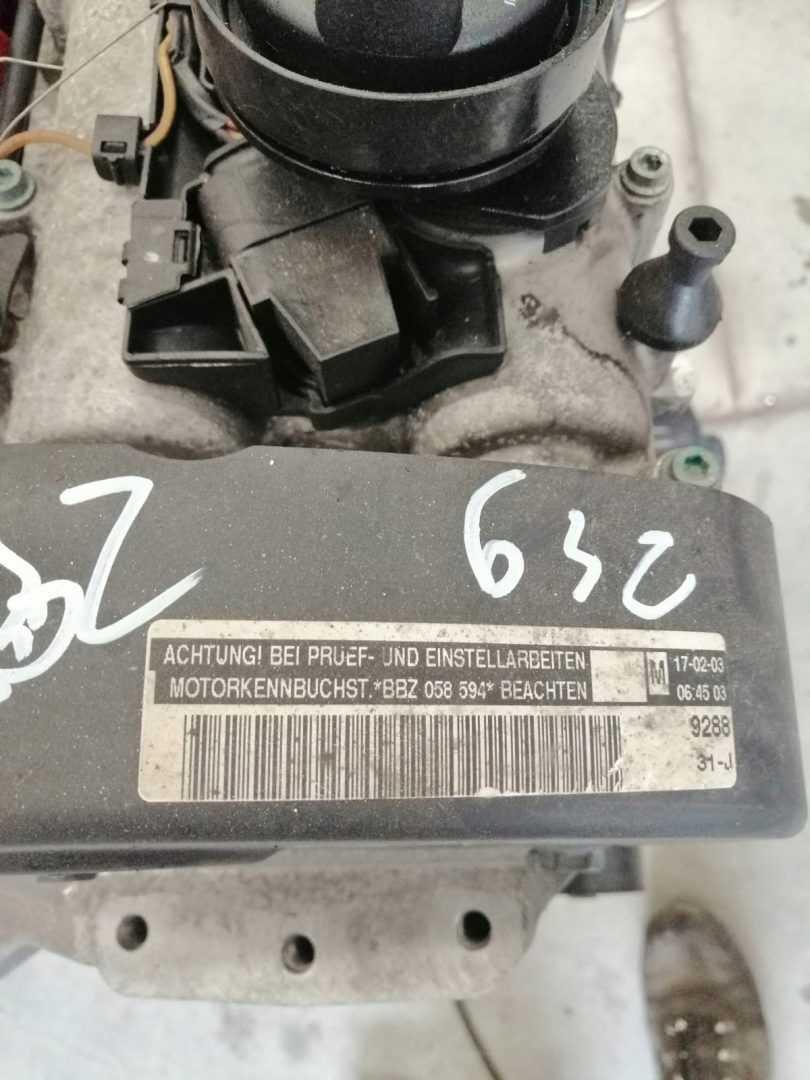 632
ACHTUNG! BEI PRUEF- UND EINSTELLARBEITEN
MOTORKENNBUCHST.*BBZ 058 594* BEACHTEN
M
17-02-03
06:45 03
9288
31-J